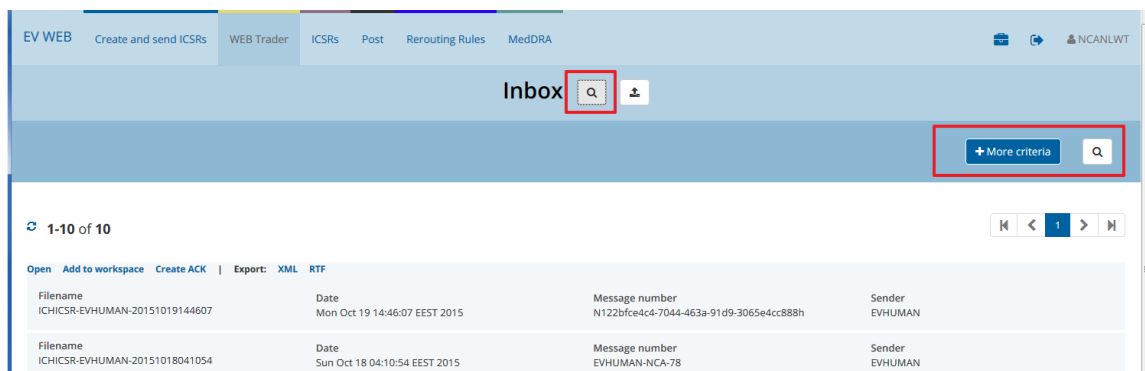 EV WEB Create and send ICSRs WEB Trader ICSRs Post Rerouting Rules MedDRA NCANLWT
Inbox
+ More criteria
1-10 of 10
1
Open Add to workspace Create ACK | Export: XML RTF
Filename Date Message number Sender
ICHICSR-EVHUMAN-20151019144607 Mon Oct 19 14:46:07 EEST 2015 N122bfce4c4-7044-463a-91d9-3065e4cc888h EVHUMAN
Filename Date Message number Sender
ICHICSR-EVHUMAN-20151018041054 Sun Oct 18 04:10:54 EEST 2015 EVHUMAN-NCA-78 EVHUMAN